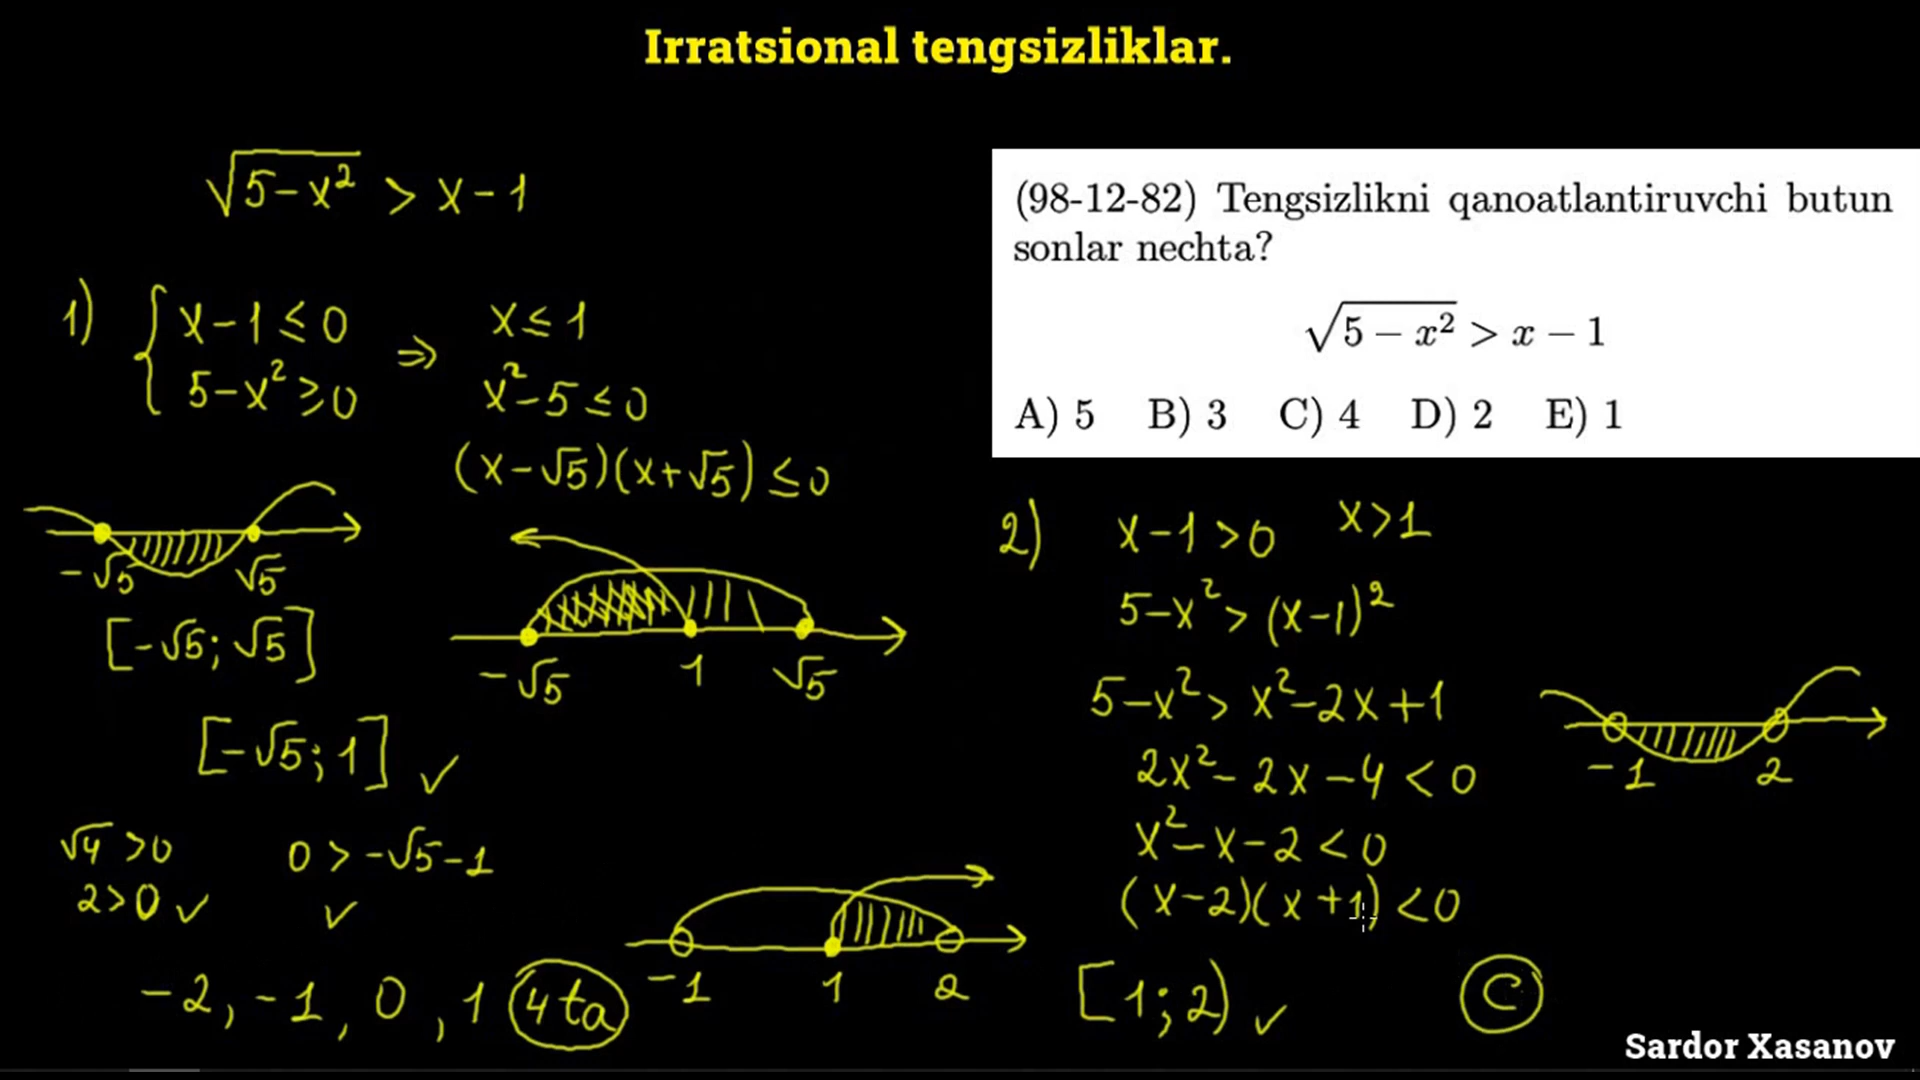 Irratsional tengsizliklar.
√5-x² > x-1
(98-12-82) Tengsizlikni qanoatlantiruvchi butun
sonlar nechta?
√5 − x² > x − 1
A) 5 B) 3 C) 4 D) 2 E) 1
1) { x-1 ≤ 0 ⇒ x ≤ 1
5-x² ≥ 0 x²-5 ≤ 0
(x-√5)(x+√5) ≤ 0
-√5 √5
[-√5; √5]
-√5 1 √5
[-√5; 1] ✓
√4 > 0 0 > -√5-1
2 > 0 ✓ ✓
-2, -1, 0, 1 4 ta
2) x-1 > 0 x > 1
5-x² > (x-1)²
5-x² > x²-2x+1
2x²-2x-4 < 0
x²-x-2 < 0
(x-2)(x+1) < 0
-1 2
-1 1 2
[1; 2) ✓
C
Sardor Xasanov